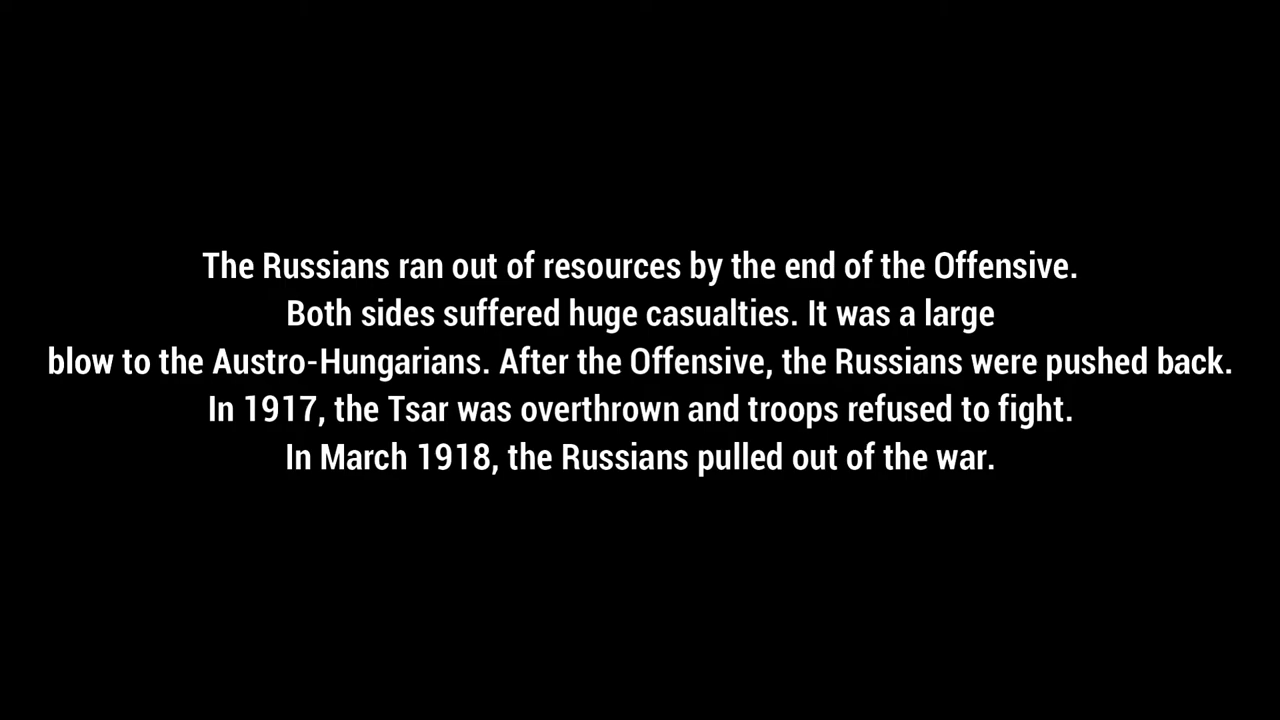 The Russians ran out of resources by the end of the Offensive.
Both sides suffered huge casualties. It was a large
blow to the Austro-Hungarians. After the Offensive, the Russians were pushed back.
In 1917, the Tsar was overthrown and troops refused to fight.
In March 1918, the Russians pulled out of the war.